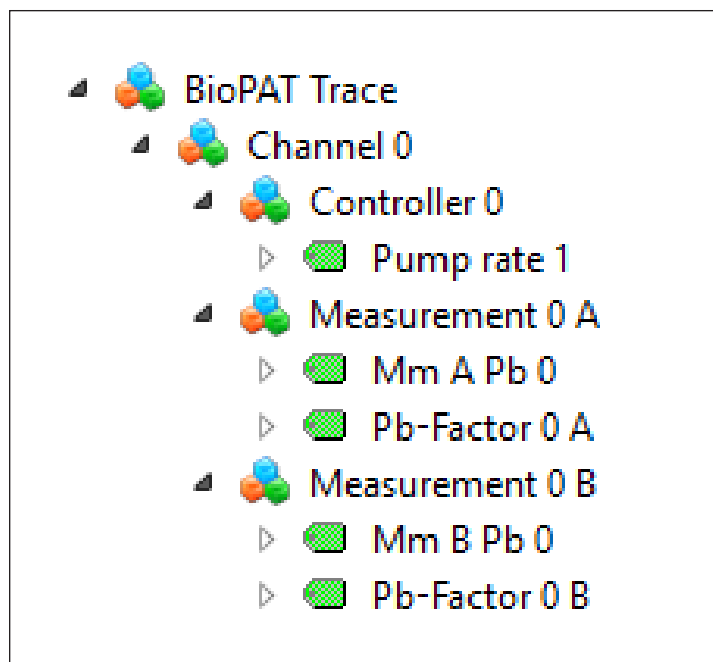 BioPAT Trace
Channel 0
Controller 0
Pump rate 1
Measurement 0 A
Mm A Pb 0
Pb-Factor 0 A
Measurement 0 B
Mm B Pb 0
Pb-Factor 0 B